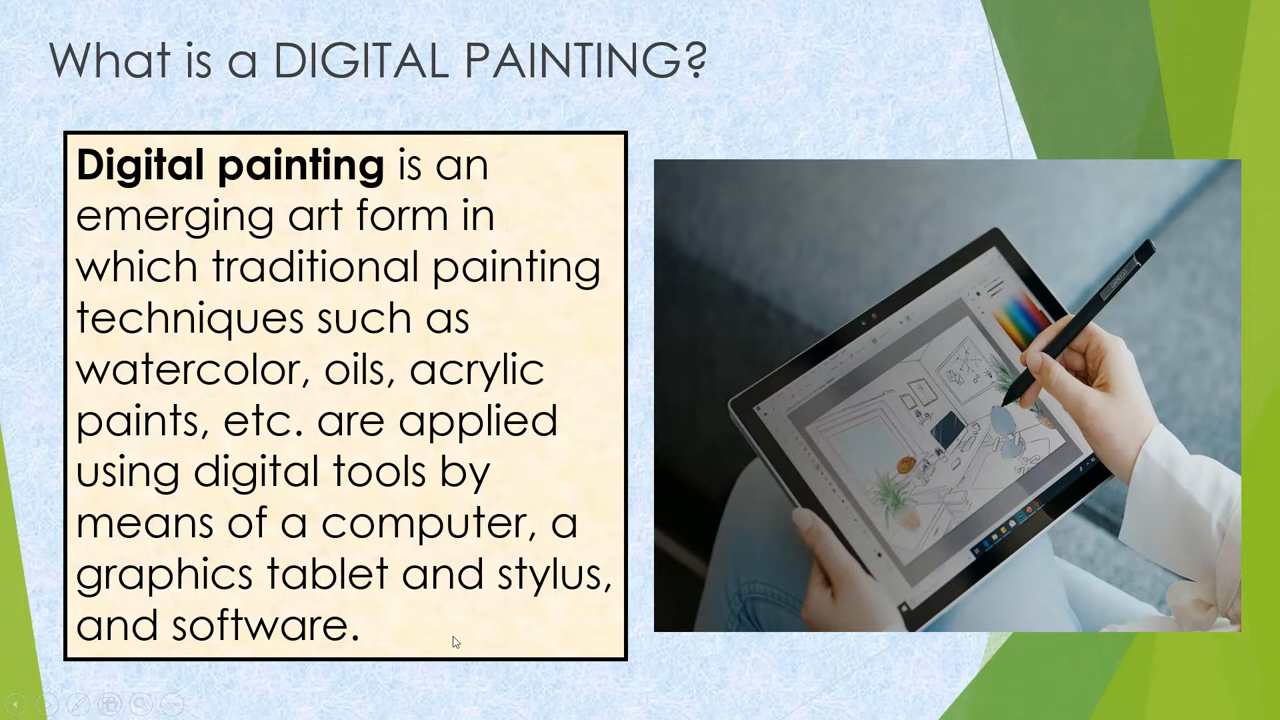 What is a DIGITAL PAINTING?
Digital painting is an
emerging art form in
which traditional painting
techniques such as
watercolor, oils, acrylic
paints, etc. are applied
using digital tools by
means of a computer, a
graphics tablet and stylus,
and software.